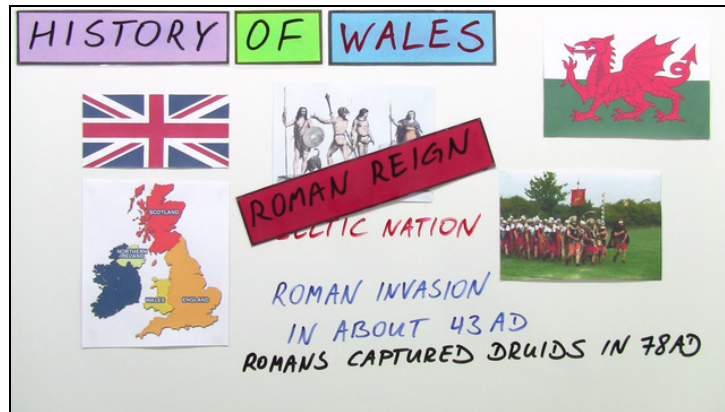 HISTORY OF WALES
ROMAN REIGN
NATION
SCOTLAND
NORTHERN
IRELAND
WALES
ENGLAND
ROMAN INVASION
IN ABOUT 43 AD
ROMANS CAPTURED DRUIDS IN 78AD